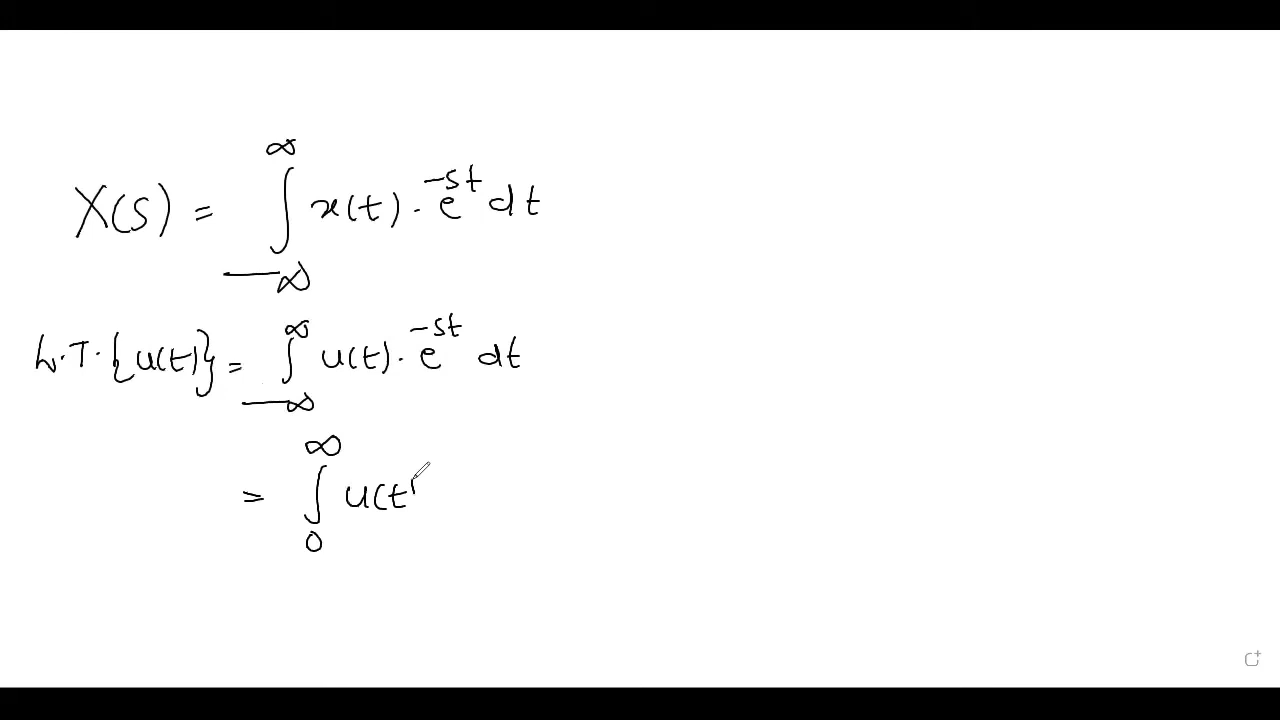 X(s) = ∫_{-∞}^{∞} x(t) · e^{-st} dt
L.T. {u(t)} = ∫_{-∞}^{∞} u(t) · e^{-st} dt
= ∫_{0}^{∞} u(t